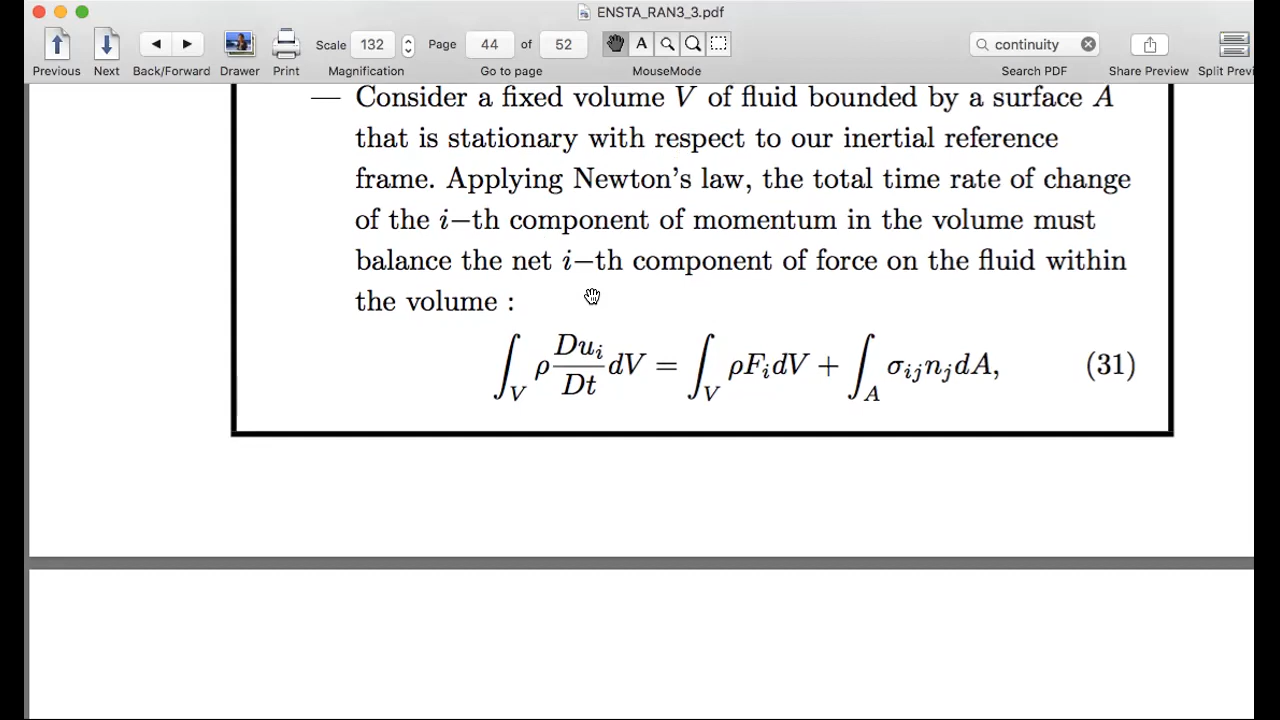 ENSTA_RAN3_3.pdf
Scale 132 Page 44 of 52 A continuity
Previous Next Back/Forward Drawer Print Magnification Go to page MouseMode Search PDF Share Preview Split Previ
— Consider a fixed volume V of fluid bounded by a surface A
that is stationary with respect to our inertial reference
frame. Applying Newton's law, the total time rate of change
of the i−th component of momentum in the volume must
balance the net i−th component of force on the fluid within
the volume :
∫_V ρ Du_i/Dt dV = ∫_V ρF_i dV + ∫_A σ_ij n_j dA, (31)